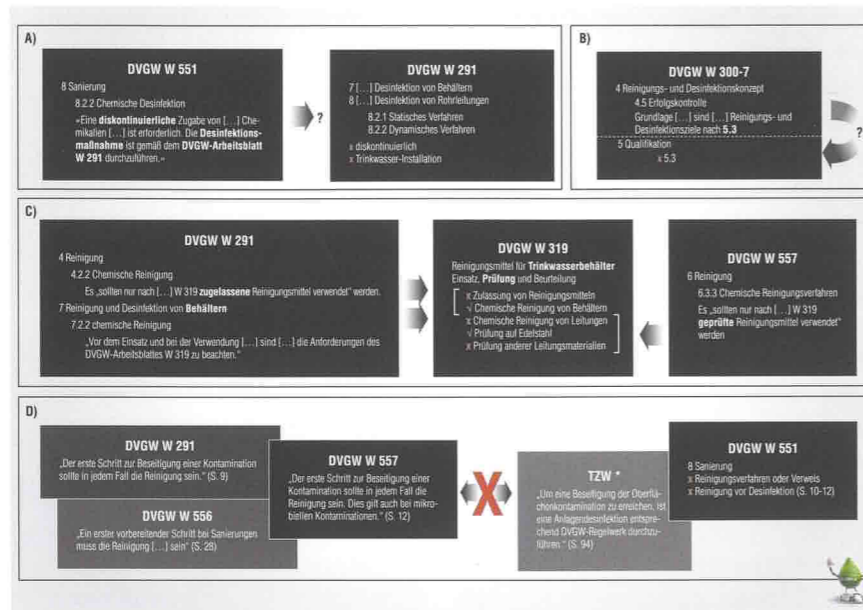 A)
DVGW W 551
8 Sanierung
8.2.2 Chemische Desinfektion
»Eine diskontinuierliche Zugabe von [...] Che-
mikalien [...] ist erforderlich. Die Desinfektions-
maßnahme ist gemäß dem DVGW-Arbeitsblatt
W 291 durchzuführen.«
?
DVGW W 291
7 [...] Desinfektion von Behältern
8 [...] Desinfektion von Rohrleitungen
8.2.1 Statisches Verfahren
8.2.2 Dynamisches Verfahren
x diskontinuierlich
x Trinkwasser-Installation
B)
DVGW W 300-7
4 Reinigungs- und Desinfektionskonzept
4.5 Erfolgskontrolle
Grundlage [...] sind [...] Reinigungs- und
Desinfektionsziele nach 5.3
5 Qualifikation
x 5.3
?
C)
DVGW W 291
4 Reinigung
4.2.2 Chemische Reinigung
Es „sollten nur nach [...] W 319 zugelassene Reinigungsmittel verwendet" werden.
7 Reinigung und Desinfektion von Behältern
7.2.2 chemische Reinigung
„Vor dem Einsatz und bei der Verwendung [...] sind [...] die Anforderungen des
DVGW-Arbeitsblattes W 319 zu beachten."
DVGW W 319
Reinigungsmittel für Trinkwasserbehälter
Einsatz, Prüfung und Beurteilung
x Zulassung von Reinigungsmitteln
√ Chemische Reinigung von Behältern
x Chemische Reinigung von Leitungen
√ Prüfung auf Edelstahl
x Prüfung anderer Leitungsmaterialien
DVGW W 557
6 Reinigung
6.3.3 Chemische Reinigungsverfahren
Es „sollten nur nach [...] W 319
geprüfte Reinigungsmittel verwendet"
werden
D)
DVGW W 291
„Der erste Schritt zur Beseitigung einer Kontamination
sollte in jedem Fall die Reinigung sein." (S. 9)
DVGW W 556
„Ein erster vorbereitender Schritt bei Sanierungen
muss die Reinigung [...] sein" (S. 28)
DVGW W 557
„Der erste Schritt zur Beseitigung einer
Kontamination sollte in jedem Fall die
Reinigung sein. Dies gilt auch bei mikro-
biellen Kontaminationen." (S. 12)
X
TZW *
„Um eine Beseitigung der Oberflä-
chenkontamination zu erreichen, ist
eine Anlagendesinfektion entspre-
chend DVGW-Regelwerk durchzu-
führen." (S. 94)
DVGW W 551
8 Sanierung
x Reinigungsverfahren oder Verweis
x Reinigung vor Desinfektion (S. 10-12)